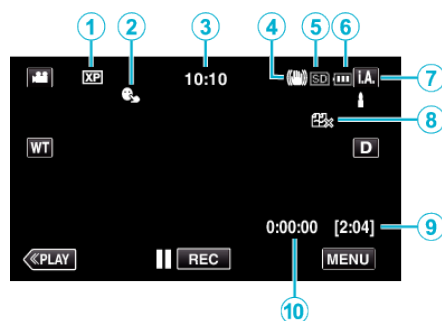 1 2 3 4 5 6
XP 10:10 SD i.A. 7
8
WT D
0:00:00 [2:04] 9
≪PLAY REC MENU
10